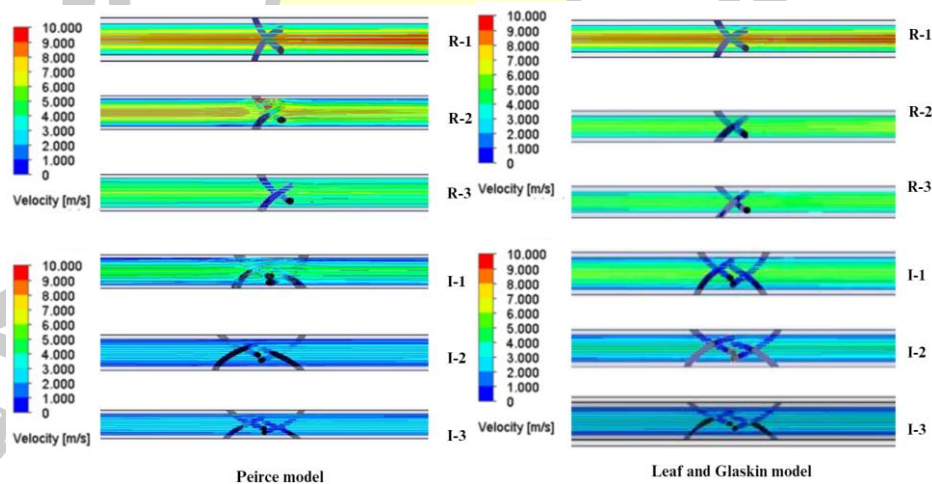 10.000
9.000
8.000
7.000
6.000
5.000
4.000
3.000
2.000
1.000
0
Velocity [m/s]
R-1
R-2
R-3
10.000
9.000
8.000
7.000
6.000
5.000
4.000
3.000
2.000
1.000
0
Velocity [m/s]
I-1
I-2
I-3
Peirce model
10.000
9.000
8.000
7.000
6.000
5.000
4.000
3.000
2.000
1.000
0
Velocity [m/s]
R-1
R-2
R-3
10.000
9.000
8.000
7.000
6.000
5.000
4.000
3.000
2.000
1.000
0
Velocity [m/s]
I-1
I-2
I-3
Leaf and Glaskin model